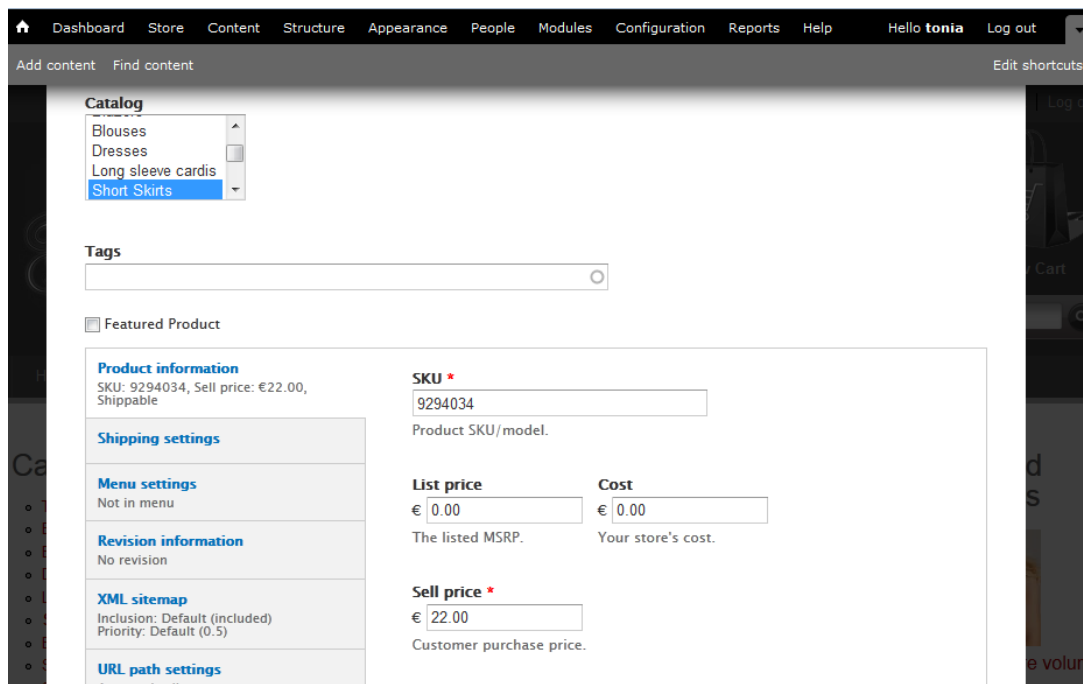 Dashboard Store Content Structure Appearance People Modules Configuration Reports Help Hello tonia Log out
Add content Find content Edit shortcuts
Catalog
Blouses
Dresses
Long sleeve cardis
Short Skirts
Tags
Cart
Featured Product
Product information
SKU: 9294034, Sell price: €22.00,
Shippable
Shipping settings
Menu settings
Not in menu
Revision information
No revision
XML sitemap
Inclusion: Default (included)
Priority: Default (0.5)
URL path settings
SKU *
9294034
Product SKU/model.
List price Cost
€ 0.00 € 0.00
The listed MSRP. Your store's cost.
Sell price *
€ 22.00
Customer purchase price.